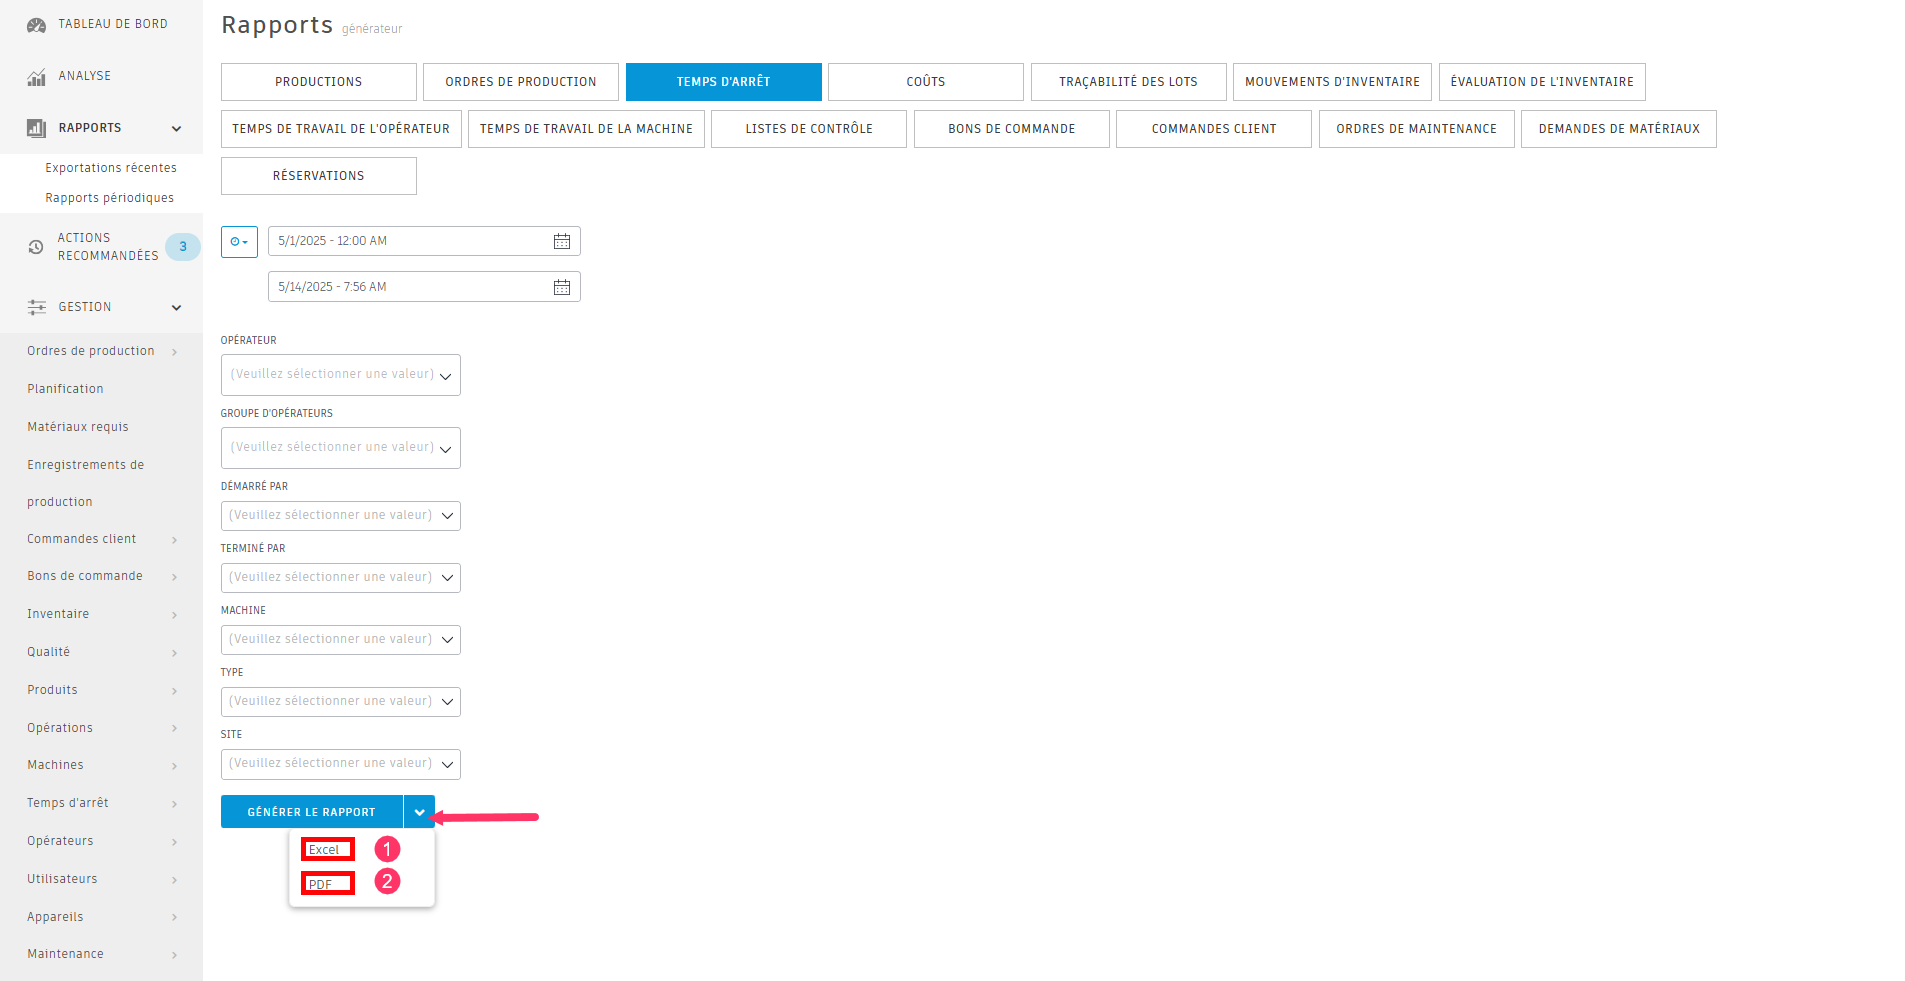 TABLEAU DE BORD
ANALYSE
RAPPORTS
Exportations récentes
Rapports périodiques
ACTIONS
RECOMMANDÉES
3
GESTION
Ordres de production
Planification
Matériaux requis
Enregistrements de
production
Commandes client
Bons de commande
Inventaire
Qualité
Produits
Opérations
Machines
Temps d'arrêt
Opérateurs
Utilisateurs
Appareils
Maintenance
Rapports générateur
PRODUCTIONS
ORDRES DE PRODUCTION
TEMPS D'ARRÊT
COÛTS
TRAÇABILITÉ DES LOTS
MOUVEMENTS D'INVENTAIRE
ÉVALUATION DE L'INVENTAIRE
TEMPS DE TRAVAIL DE L'OPÉRATEUR
TEMPS DE TRAVAIL DE LA MACHINE
LISTES DE CONTRÔLE
BONS DE COMMANDE
COMMANDES CLIENT
ORDRES DE MAINTENANCE
DEMANDES DE MATÉRIAUX
RÉSERVATIONS
5/1/2025 - 12:00 AM
5/14/2025 - 7:56 AM
OPÉRATEUR
(Veuillez sélectionner une valeur)
GROUPE D'OPÉRATEURS
(Veuillez sélectionner une valeur)
DÉMARRÉ PAR
(Veuillez sélectionner une valeur)
TERMINÉ PAR
(Veuillez sélectionner une valeur)
MACHINE
(Veuillez sélectionner une valeur)
TYPE
(Veuillez sélectionner une valeur)
SITE
(Veuillez sélectionner une valeur)
GÉNÉRER LE RAPPORT
Excel 1
PDF 2